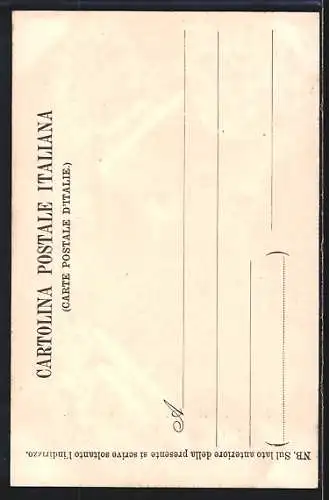 CARTOLINA POSTALE ITALIANA
(CARTE POSTALE D'ITALIE.)
A
()
NB. Sul lato anteriore della presente si scrive soltanto l'indirizzo.